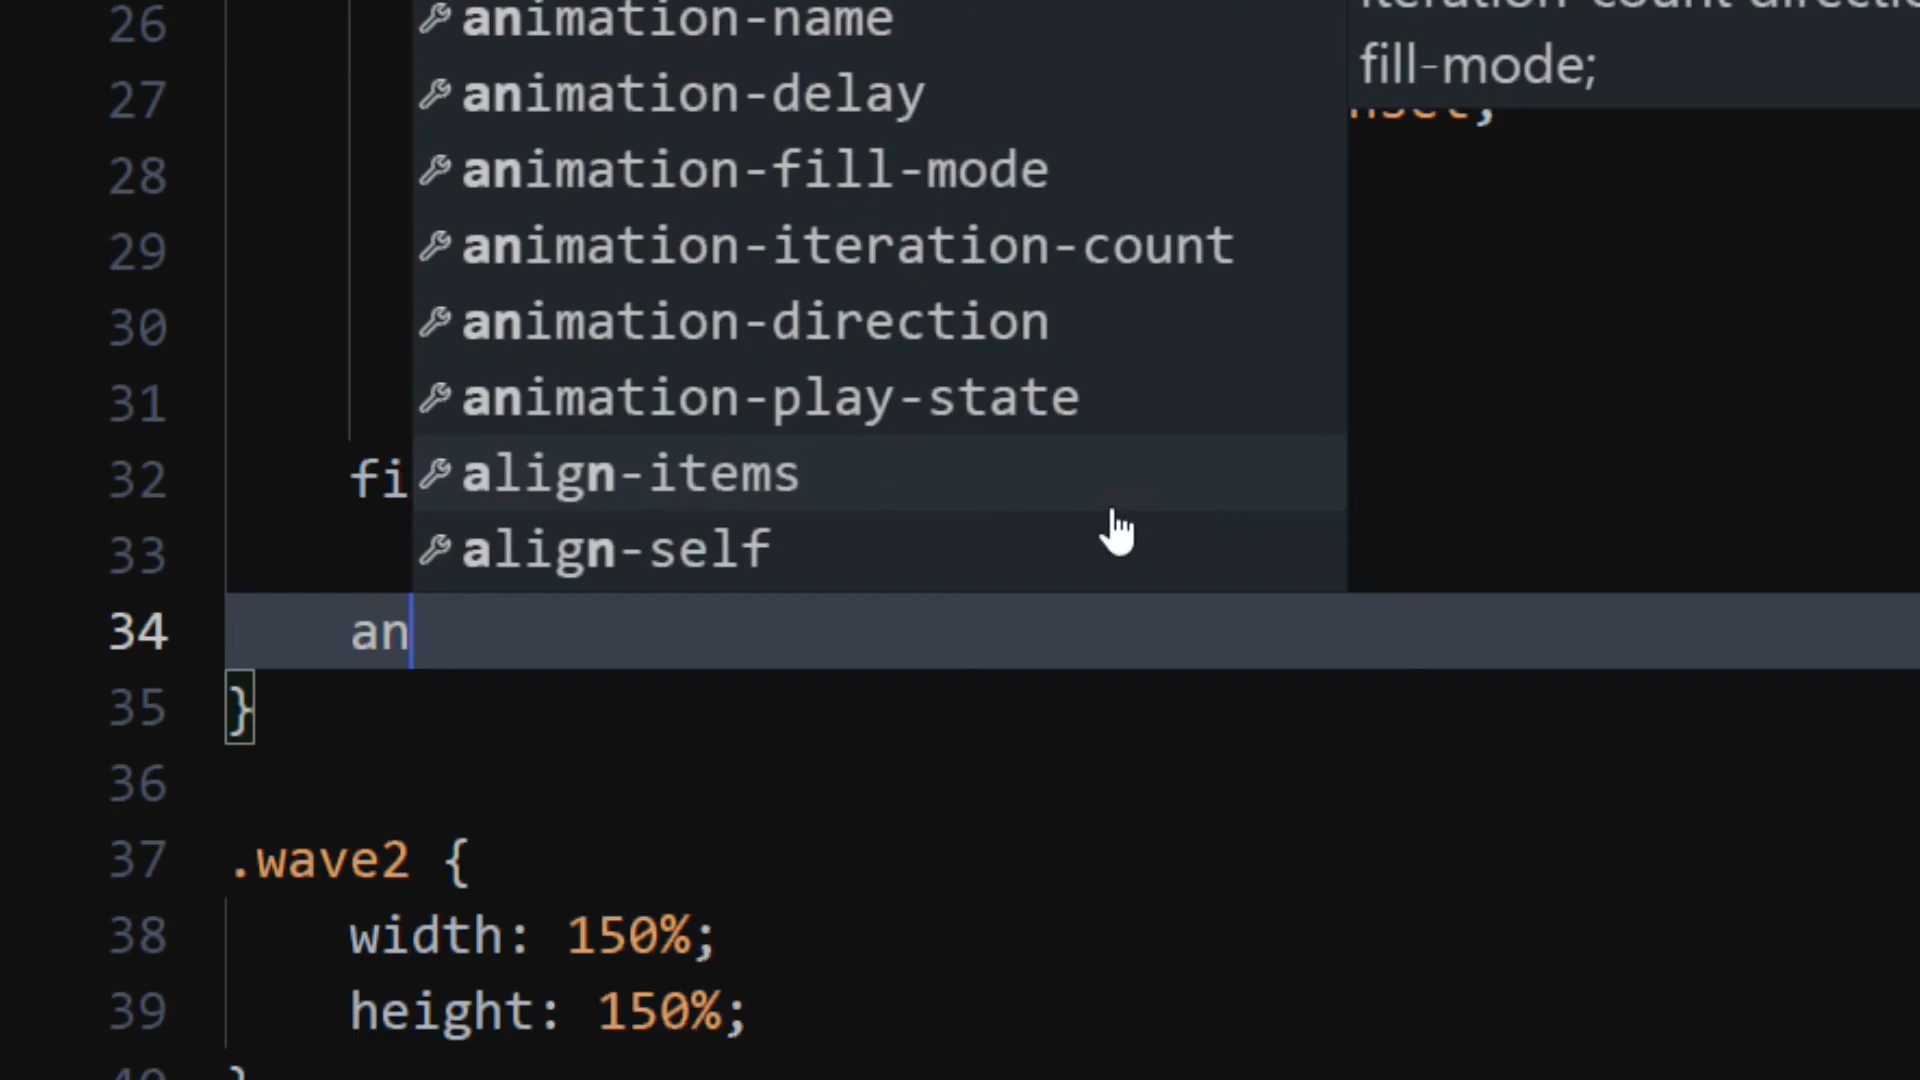 26 animation-name
fill-mode;
27 animation-delay
28 animation-fill-mode
29 animation-iteration-count
30 animation-direction
31 animation-play-state
32 fi align-items
33 align-self
34 an
35 }
36
37 .wave2 {
38 width: 150%;
39 height: 150%;